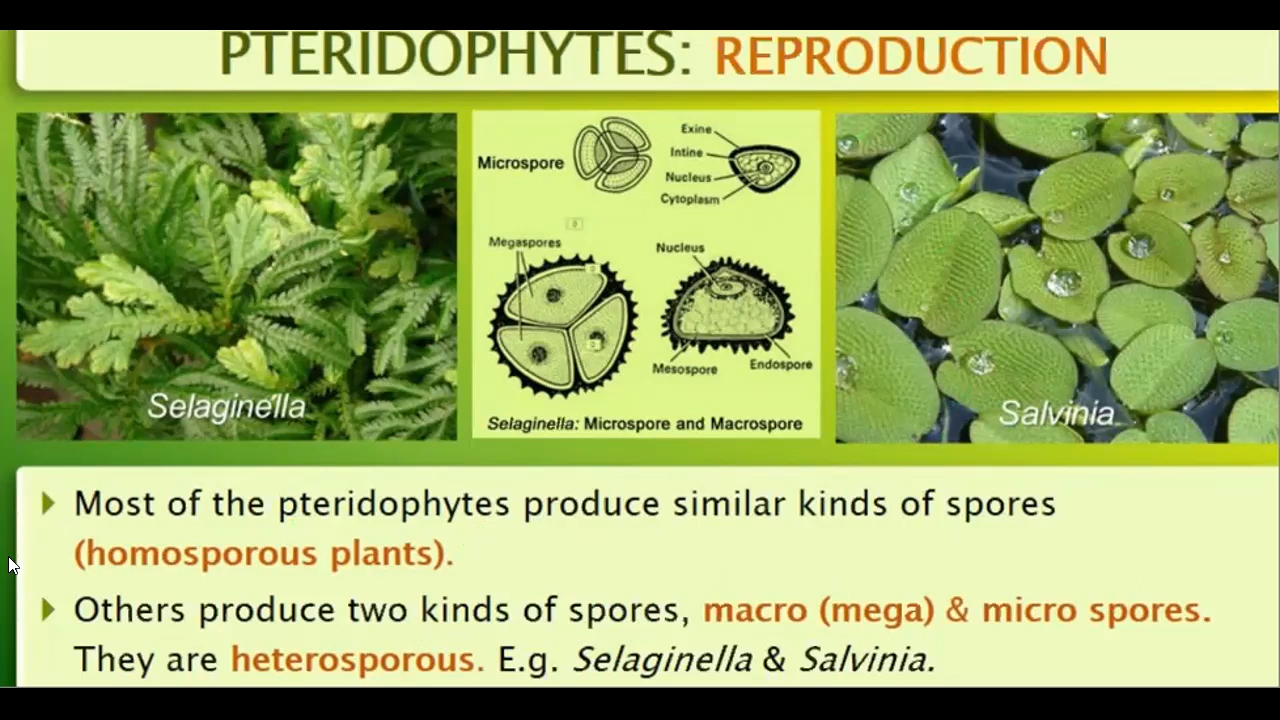 PTERIDOPHYTES: REPRODUCTION
Microspore
Exine
Intine
Nucleus
Cytoplasm
Megaspores
Nucleus
Mesospore
Endospore
Selaginella: Microspore and Macrospore
Selaginella
Salvinia
Most of the pteridophytes produce similar kinds of spores
(homosporous plants).
Others produce two kinds of spores, macro (mega) & micro spores.
They are heterosporous. E.g. Selaginella & Salvinia.